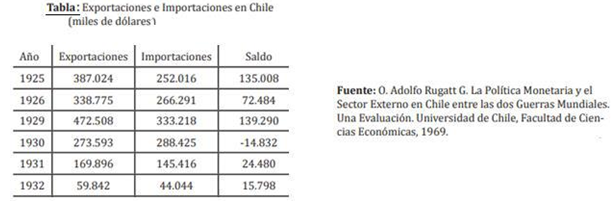 Tabla: Exportaciones e Importaciones en Chile
(miles de dólares)
Año Exportaciones Importaciones Saldo
1925 387.024 252.016 135.008
1926 338.775 266.291 72.484
1929 472.508 333.218 139.290
1930 273.593 288.425 -14.832
1931 169.896 145.416 24.480
1932 59.842 44.044 15.798
Fuente: O. Adolfo Rugatt G. La Política Monetaria y el
Sector Externo en Chile entre las dos Guerras Mundiales.
Una Evaluación. Universidad de Chile, Facultad de Cien-
cias Económicas, 1969.